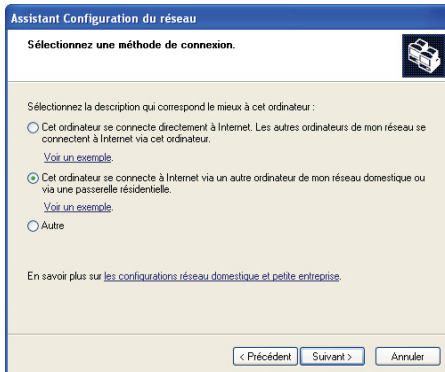 Assistant Configuration du réseau
Sélectionnez une méthode de connexion.
Sélectionnez la description qui correspond le mieux à cet ordinateur :
Cet ordinateur se connecte directement à Internet. Les autres ordinateurs de mon réseau se
connectent à Internet via cet ordinateur.
Voir un exemple.
Cet ordinateur se connecte à Internet via un autre ordinateur de mon réseau domestique ou
via une passerelle résidentielle.
Voir un exemple.
Autre
En savoir plus sur les configurations réseau domestique et petite entreprise.
< Précédent Suivant > Annuler